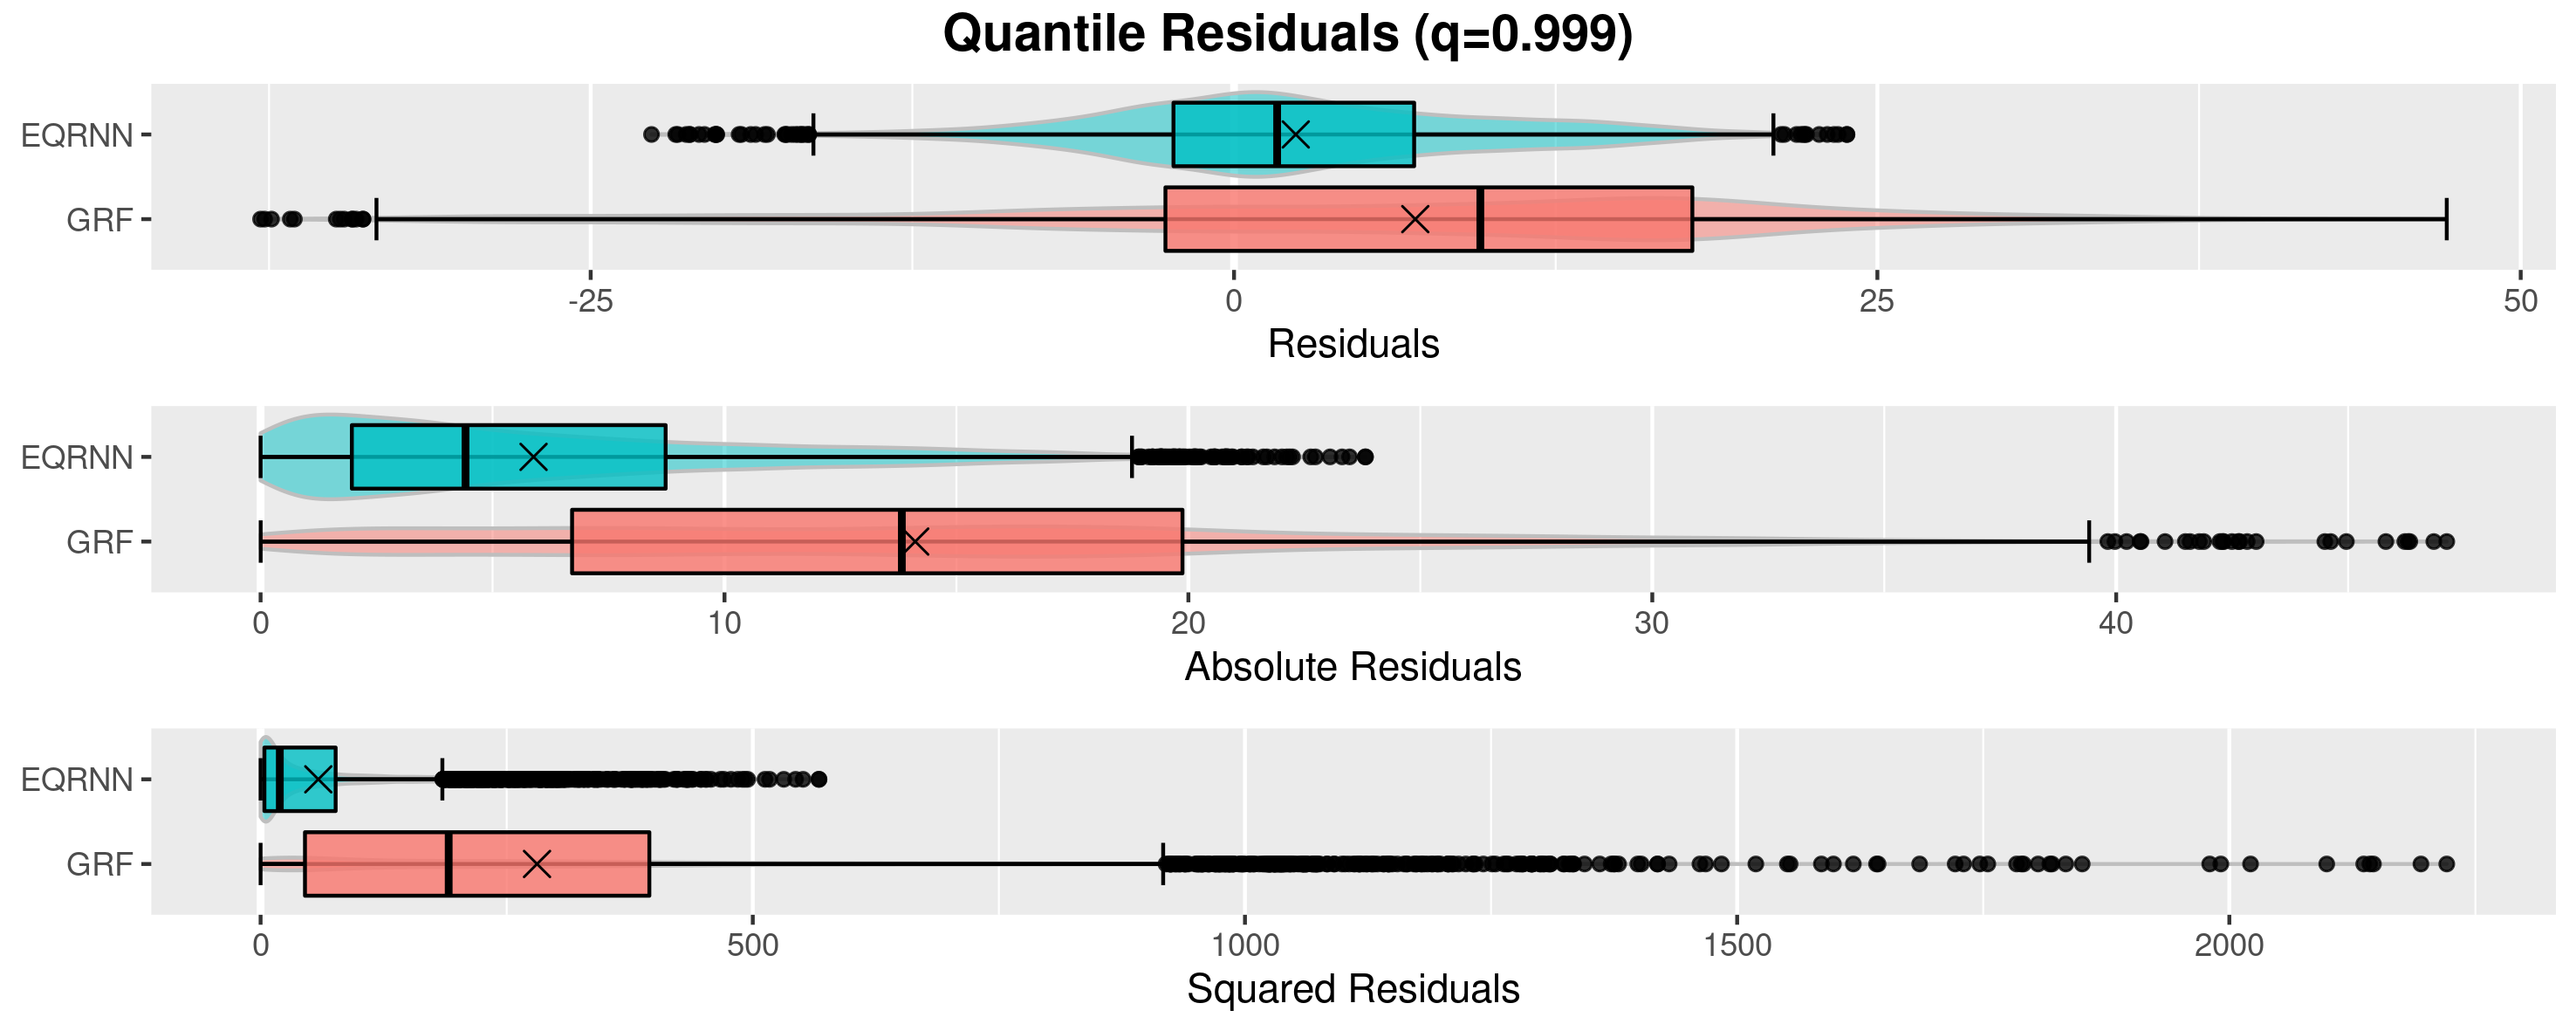 Quantile Residuals (q=0.999)
EQRNN
GRF
-25 0 25 50
Residuals
EQRNN
GRF
0 10 20 30 40
Absolute Residuals
EQRNN
GRF
0 500 1000 1500 2000
Squared Residuals